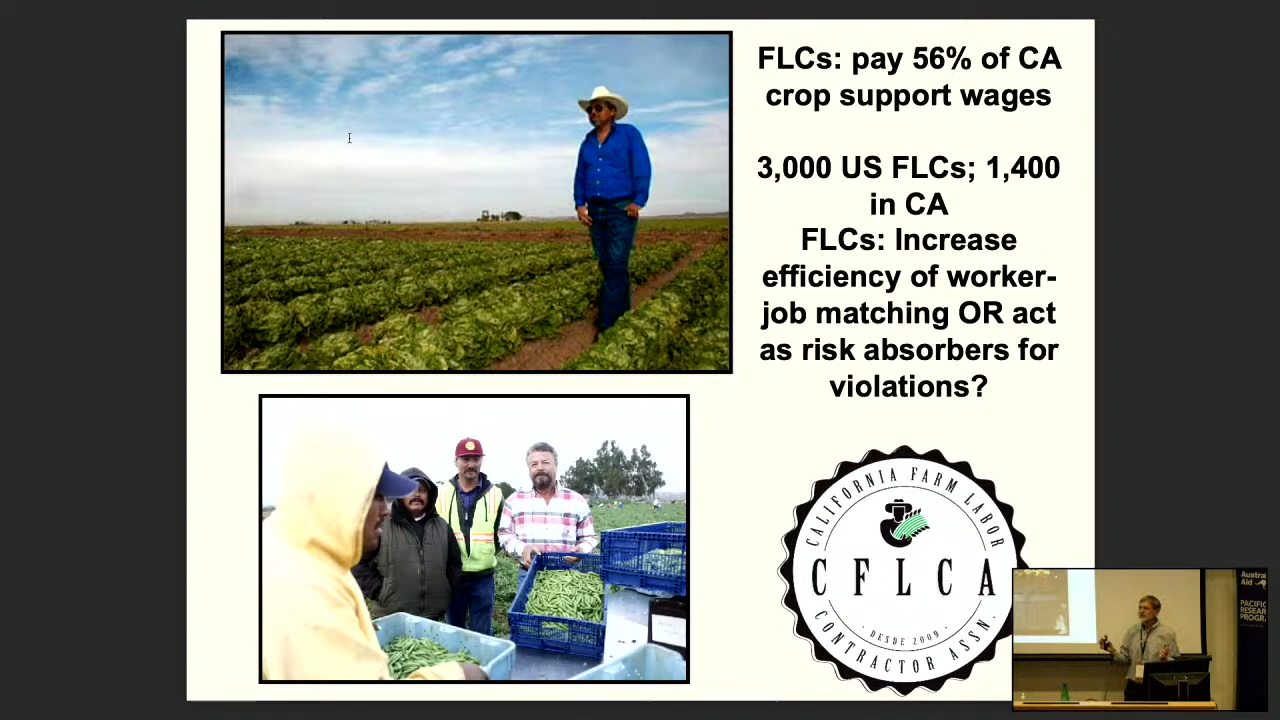 FLCs: pay 56% of CA
crop support wages
3,000 US FLCs; 1,400
in CA
FLCs: Increase
efficiency of worker-
job matching OR act
as risk absorbers for
violations?
CALIFORNIA FARM LABOR
CFLCA
· DESDE 2009 ·
CONTRACTOR ASSN.
Aid
PACIFIC